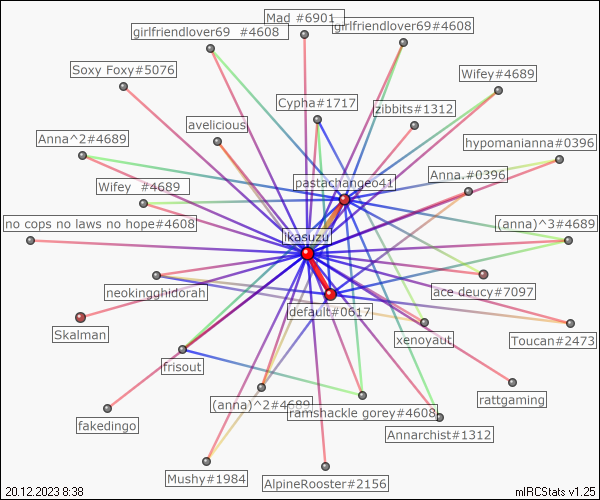 Mad #6901
girlfriendlover69 #4608
girlfriendlover69#4608
Soxy Foxy#5076
Wifey#4689
Cypha#1717
zibbits#1312
avelicious
Anna^2#4689
hypomanianna#0396
Anna.#0396
pastachangeo41
Wifey #4689
no cops no laws no hope#4608
(anna)^3#4689
ikasuzu
neokingghidorah
ace deucy#7097
default#0617
Skalman
xenoyaut
Toucan#2473
frisout
rattgaming
(anna)^2#4689
ramshackle gorey#4608
fakedingo
Annarchist#1312
Mushy#1984
AlpineRooster#2156
20.12.2023 8:38
mIRCStats v1.25